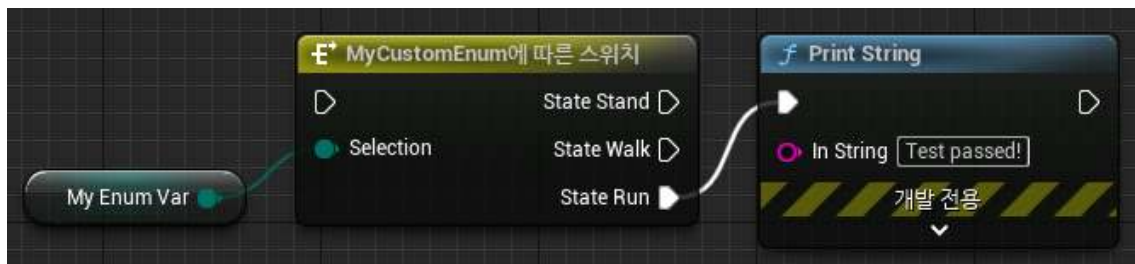 MyCustomEnum에 따른 스위치
State Stand
Selection
State Walk
State Run
My Enum Var
Print String
In String Test passed!
개발 전용